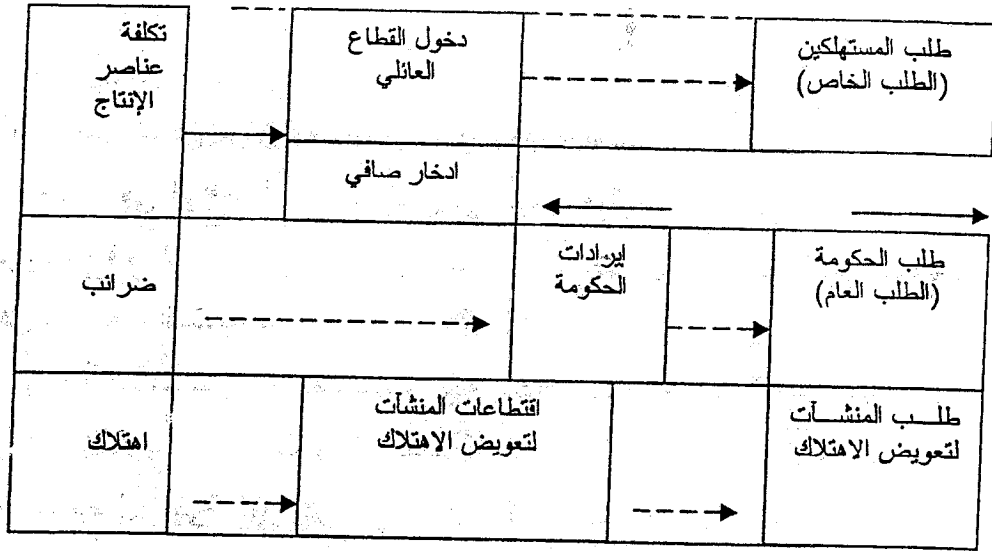 تكلفة
عناصر
الإنتاج
دخول القطاع
العائلي
طلب المستهلكين
(الطلب الخاص)
ادخار صافي
ضرائب
ايرادات
الحكومة
طلب الحكومة
(الطلب العام)
اهتلاك
اقتطاعات المنشآت
لتعويض الاهتلاك
طلب المنشآت
لتعويض الاهتلاك